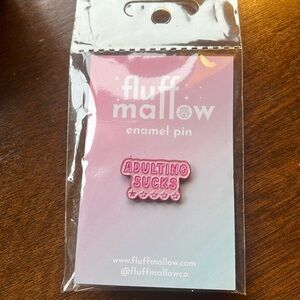 fluff
mallow
enamel pin
ADULTING
SUCKS
www.fluffmallow.com
@fluffmallowco